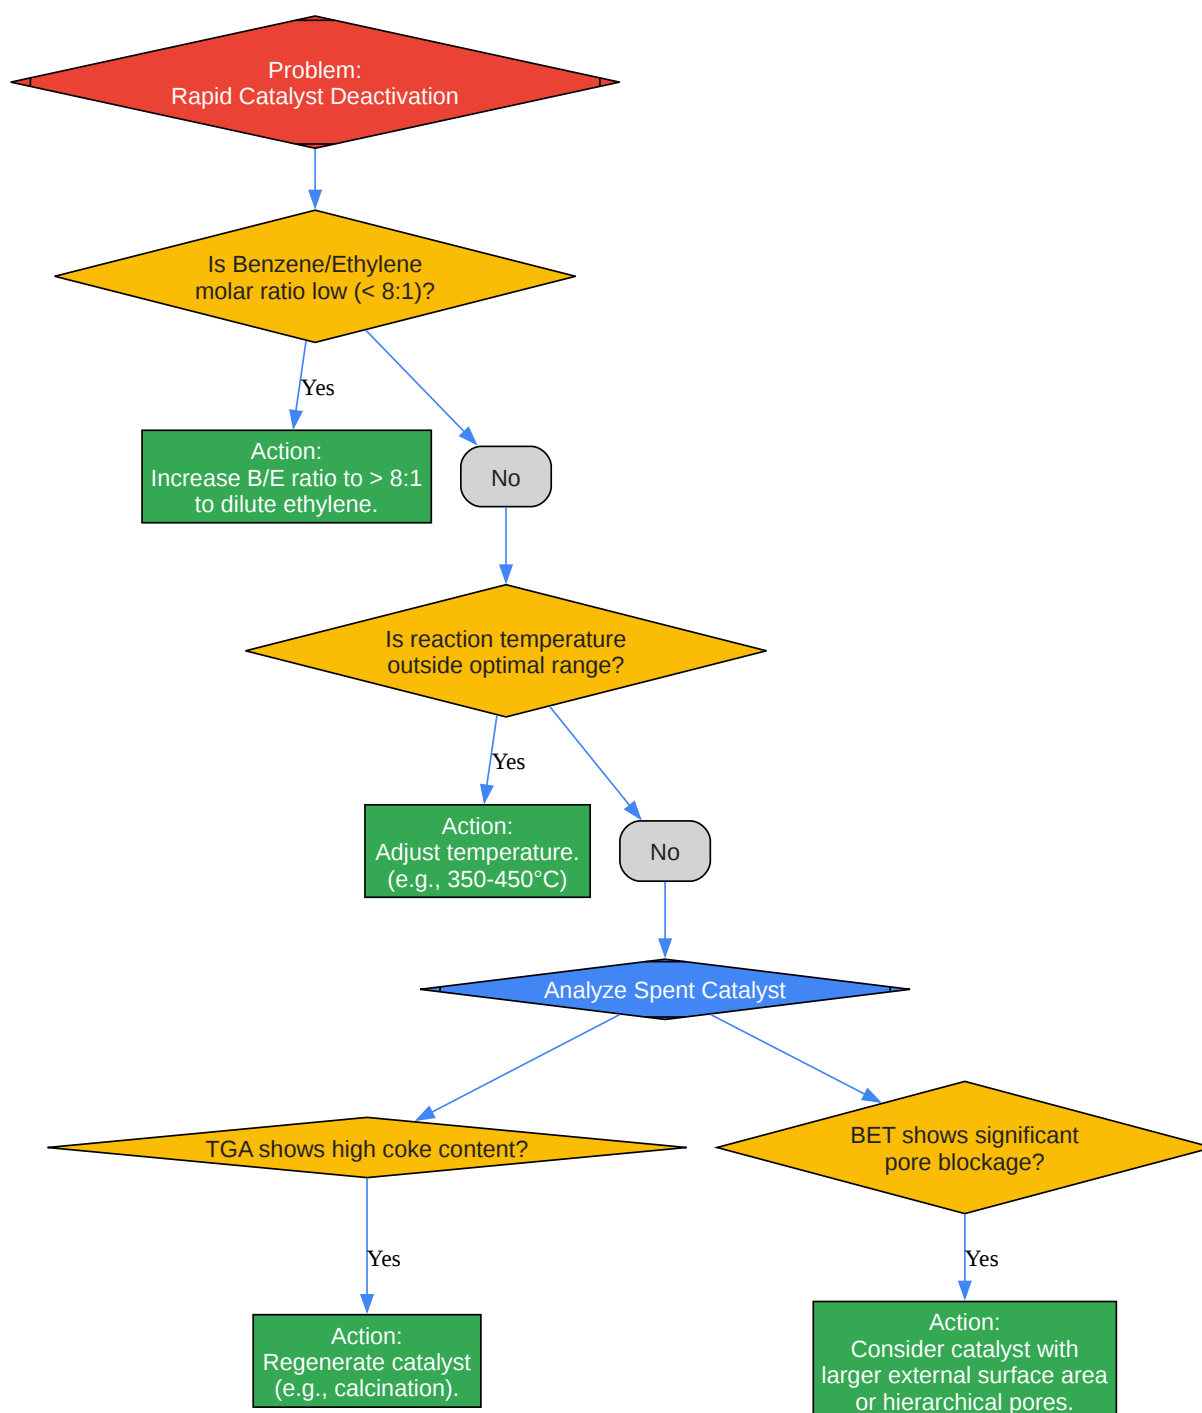 Problem:
Rapid Catalyst Deactivation
Is Benzene/Ethylene
molar ratio low (< 8:1)?
Yes
Action:
Increase B/E ratio to > 8:1
to dilute ethylene.
No
Is reaction temperature
outside optimal range?
Yes
Action:
Adjust temperature.
(e.g., 350-450°C)
No
Analyze Spent Catalyst
TGA shows high coke content?
BET shows significant
pore blockage?
Yes
Yes
Action:
Regenerate catalyst
(e.g., calcination).
Action:
Consider catalyst with
larger external surface area
or hierarchical pores.